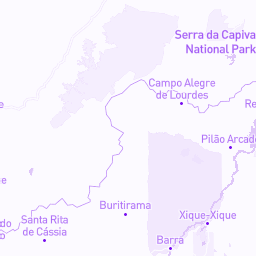 Serra da Capiva
National Park
Campo Alegre
de Lourdes
Re
Pilão Arcado
Buritirama
Xique-Xique
Santa Rita
de Cássia
do
Barra
e
e